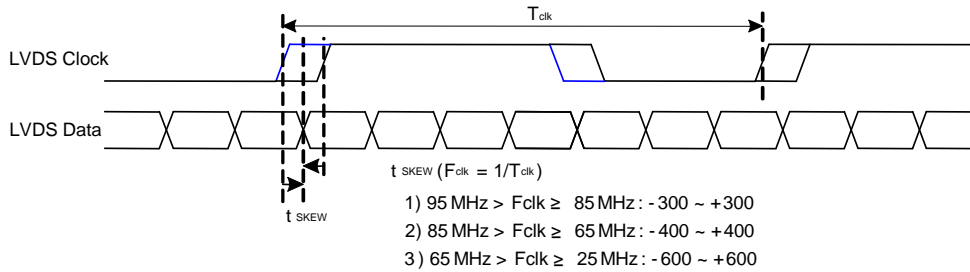 Tclk
LVDS Clock
LVDS Data
t SKEW (Fclk = 1/Tclk)
t SKEW
1) 95 MHz > Fclk ≥ 85 MHz : -300 ~ +300
2) 85 MHz > Fclk ≥ 65 MHz : -400 ~ +400
3) 65 MHz > Fclk ≥ 25 MHz : -600 ~ +600